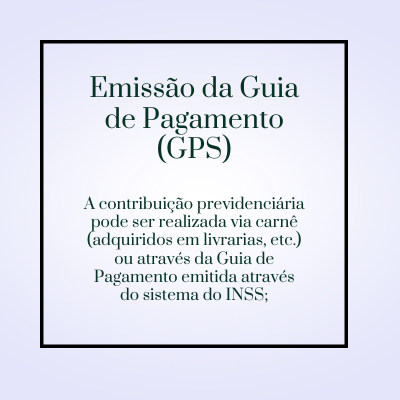 Emissão da Guia
de Pagamento
(GPS)
A contribuição previdenciária
pode ser realizada via carnê
(adquiridos em livrarias, etc.)
ou através da Guia de
Pagamento emitida através
do sistema do INSS;